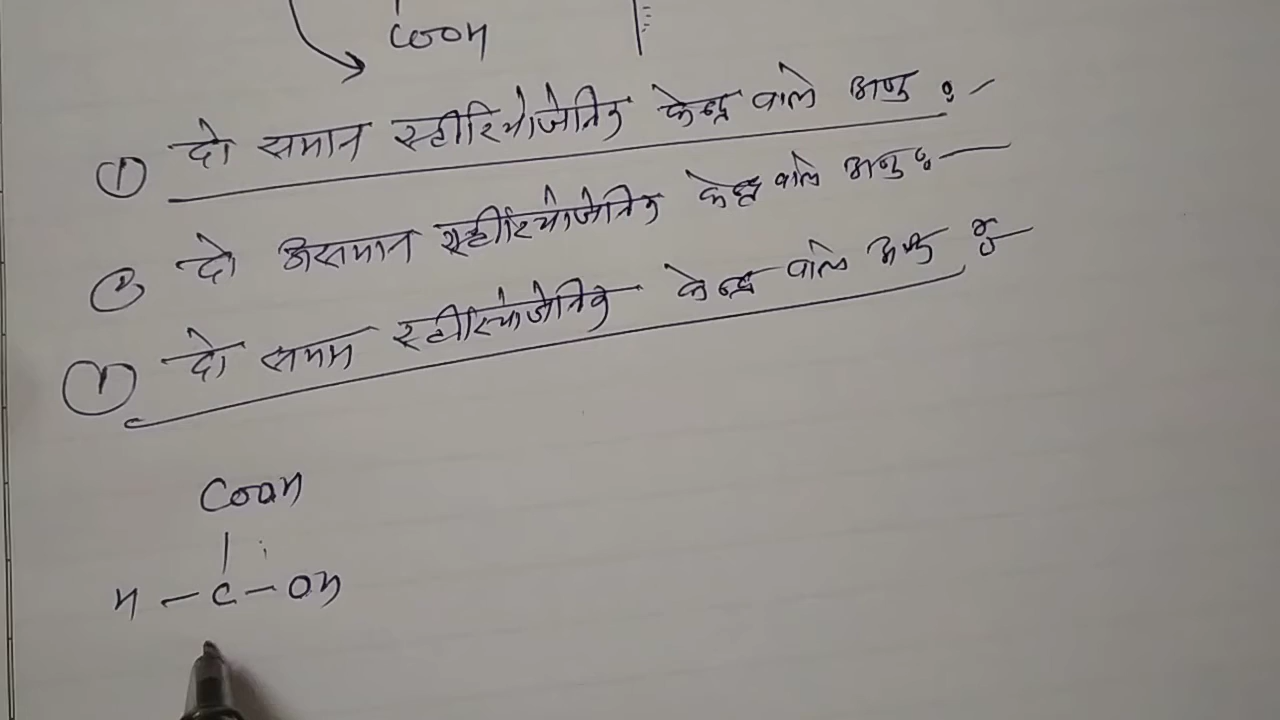 COOH
① दो समान स्टीरियोजेनिक केन्द्र वाले अणु :-
② दो असमान स्टीरियोजेनिक केन्द्र वाले अणु :-
① दो समान स्टीरियोजेनिक केन्द्र वाले अणु :-
COOH
|
H - C - OH